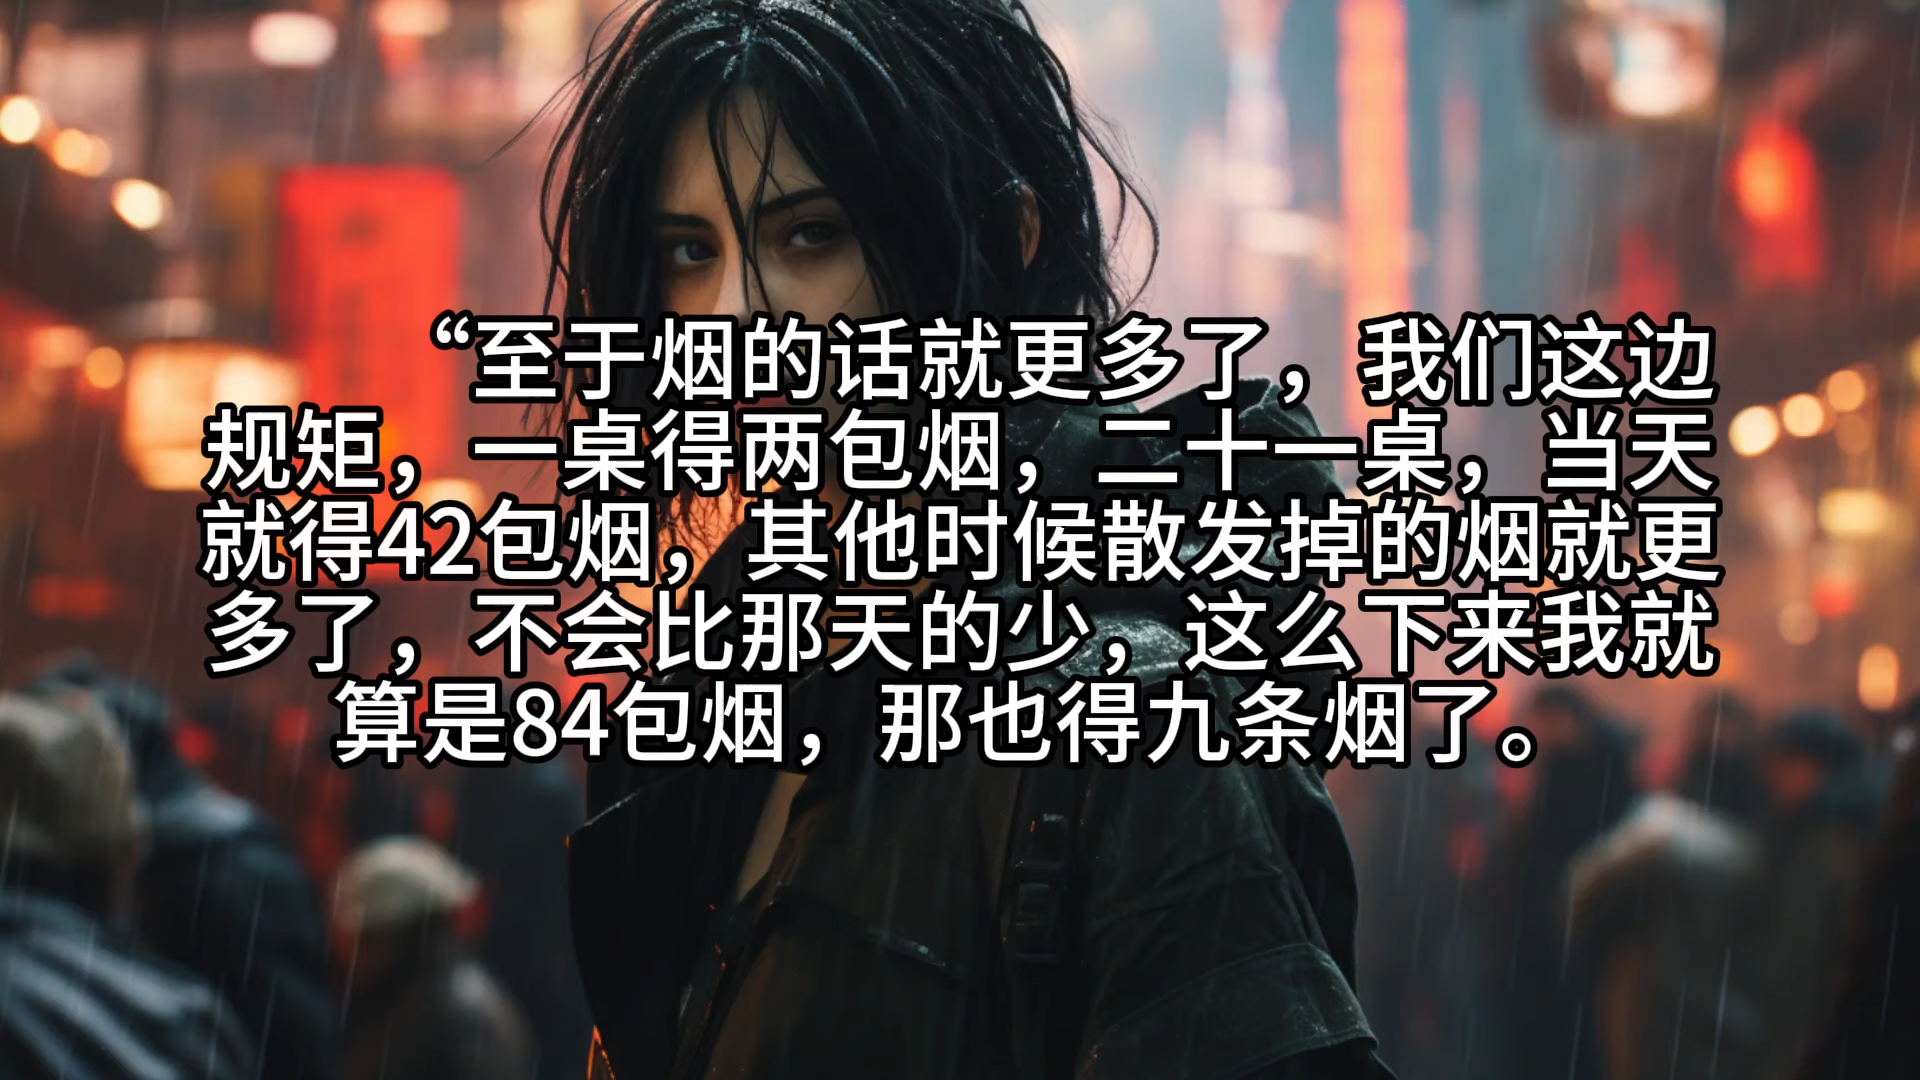 “至于烟的话就更多了，我们这边
规矩，一桌得两包烟，二十一桌，当天
就得42包烟，其他时候散发掉的烟就更
多了，不会比那天的少，这么下来我就
算是84包烟，那也得九条烟了。